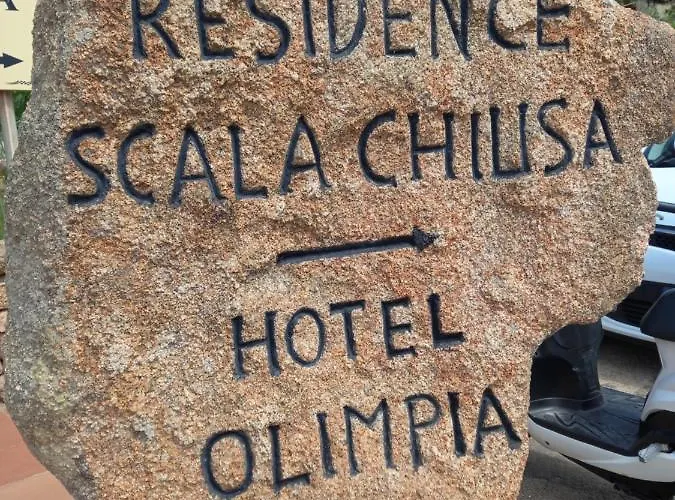 RESIDENCE
SCALA CHIUSA
HOTEL
OLIMPIA